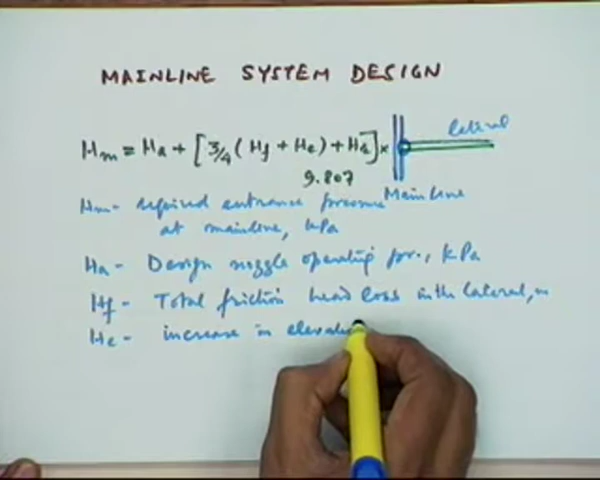 MAINLINE SYSTEM DESIGN
lateral
Hm = Ha + [3/4 (Hf + He) + Hr] x
9.807
Mainline
Hm - required entrance pressure
at mainline, kPa
Ha - Design nozzle operating pr., kPa
Hf - Total friction head loss in the lateral, m
He - increase in